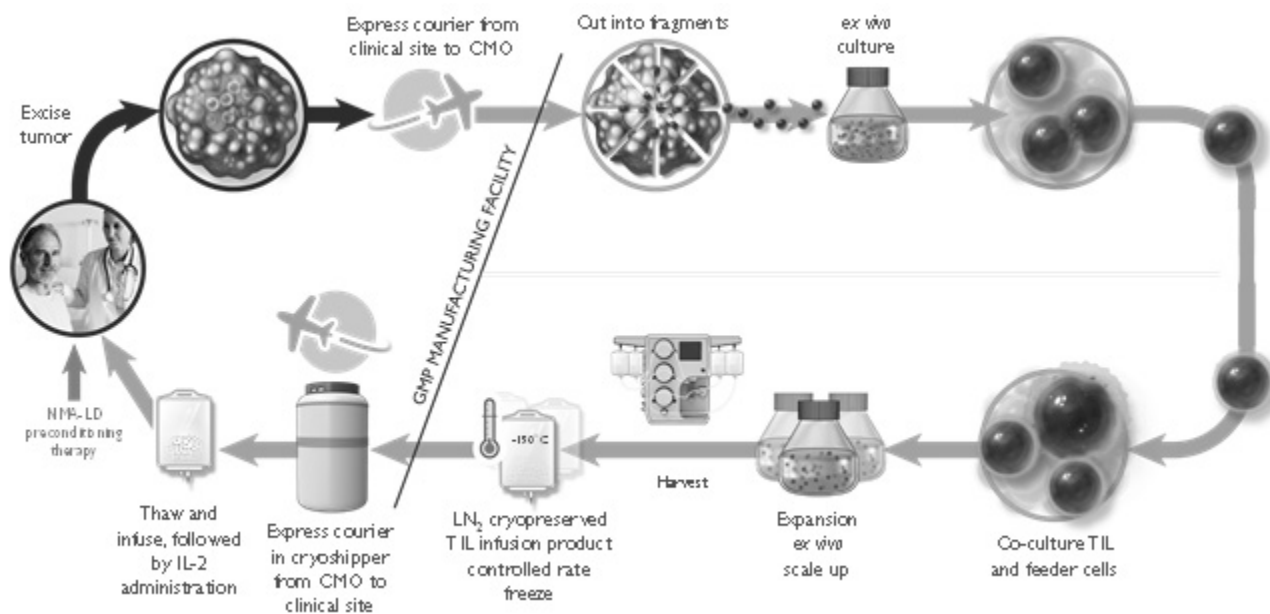 Express courier from
clinical site to CMO
Cut into fragments
ex vivo
culture
Excise
tumor
GMP MANUFACTURING FACILITY
NMA-LD
preconditioning
therapy
-150°C
Harvest
Thaw and
infuse, followed
by IL-2
administration
Express courier
in cryoshipper
from CMO to
clinical site
LN₂ cryopreserved
TIL infusion product
controlled rate
freeze
Expansion
ex vivo
scale up
Co-culture TIL
and feeder cells